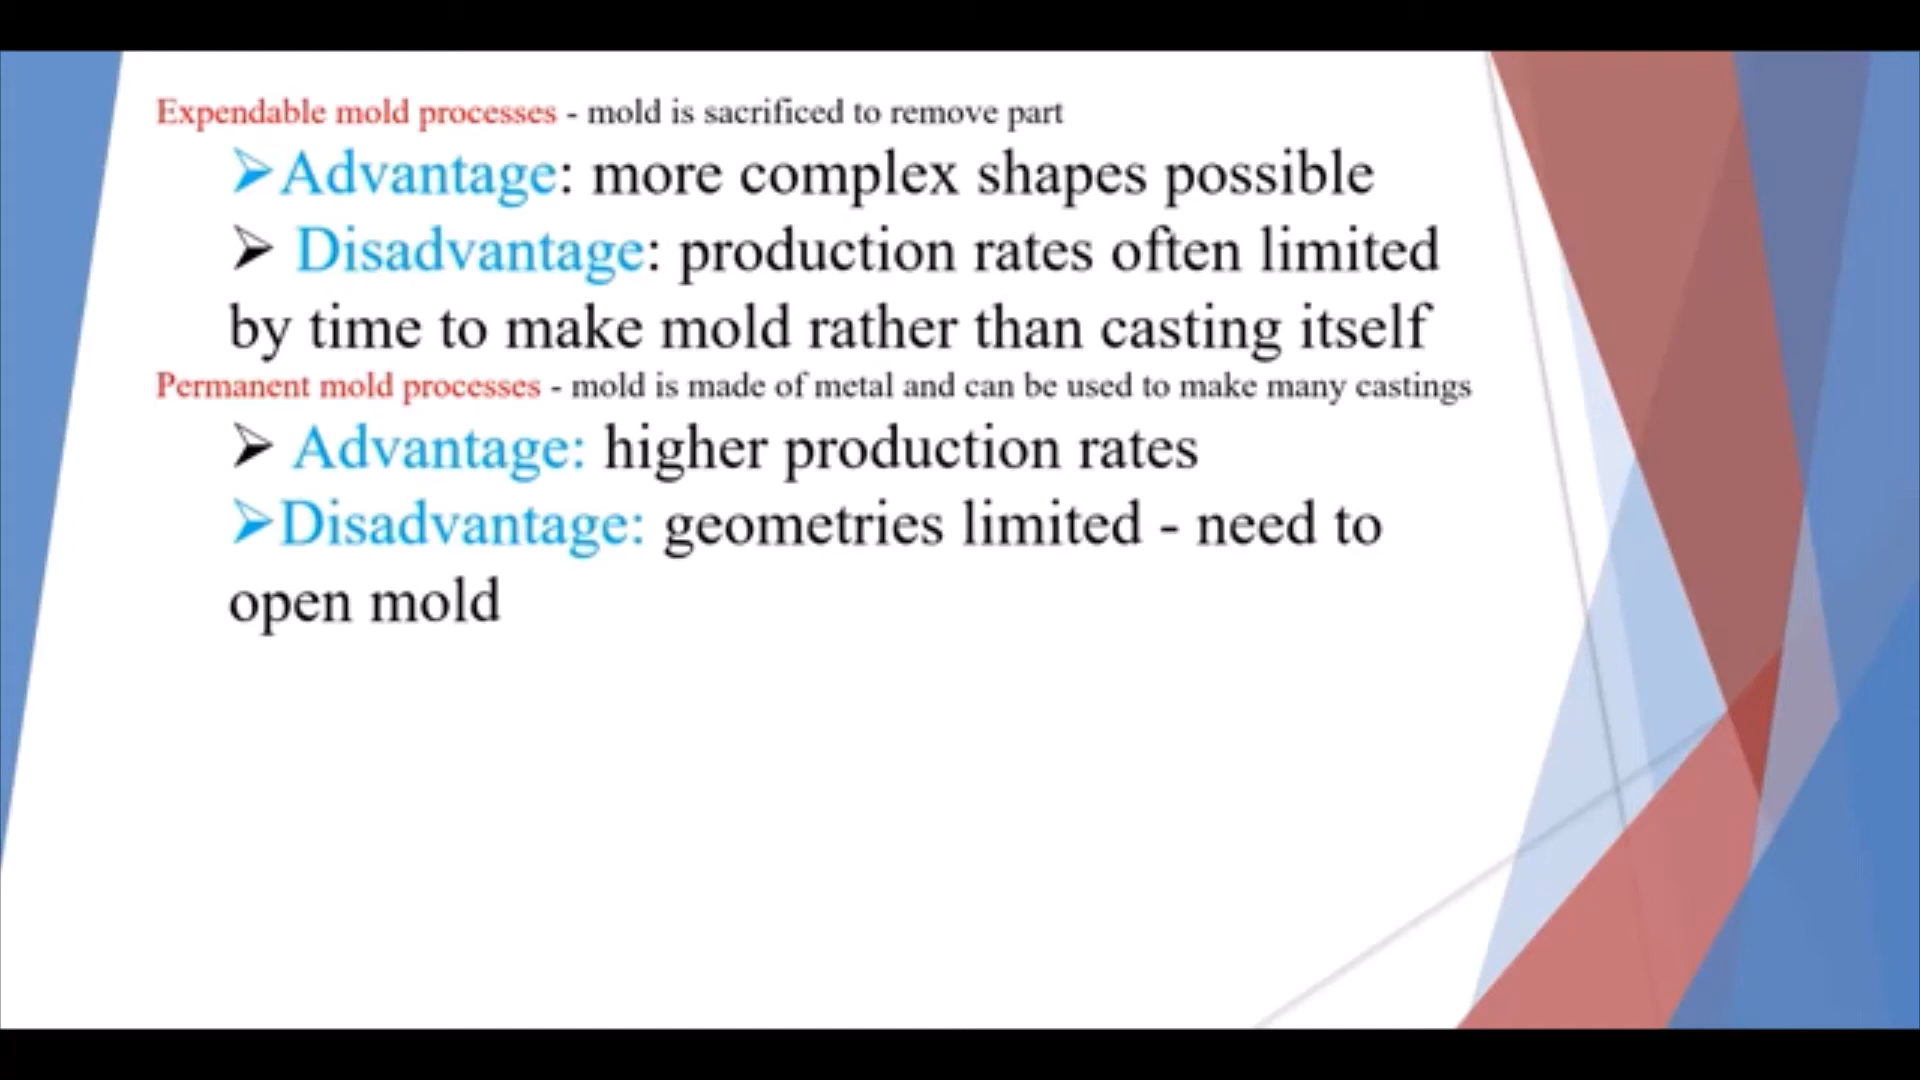 Expendable mold processes - mold is sacrificed to remove part
➢Advantage: more complex shapes possible
➢ Disadvantage: production rates often limited
by time to make mold rather than casting itself
Permanent mold processes - mold is made of metal and can be used to make many castings
➢ Advantage: higher production rates
➢Disadvantage: geometries limited - need to
open mold